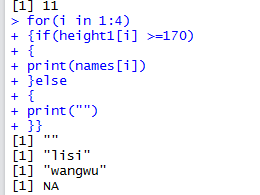 [1] 11
> for(i in 1:4)
+ {if(height1[i] >=170)
+ {
+ print(names[i])
+ }else
+ {
+ print("")
+ }}
[1] ""
[1] "lisi"
[1] "wangwu"
[1] NA